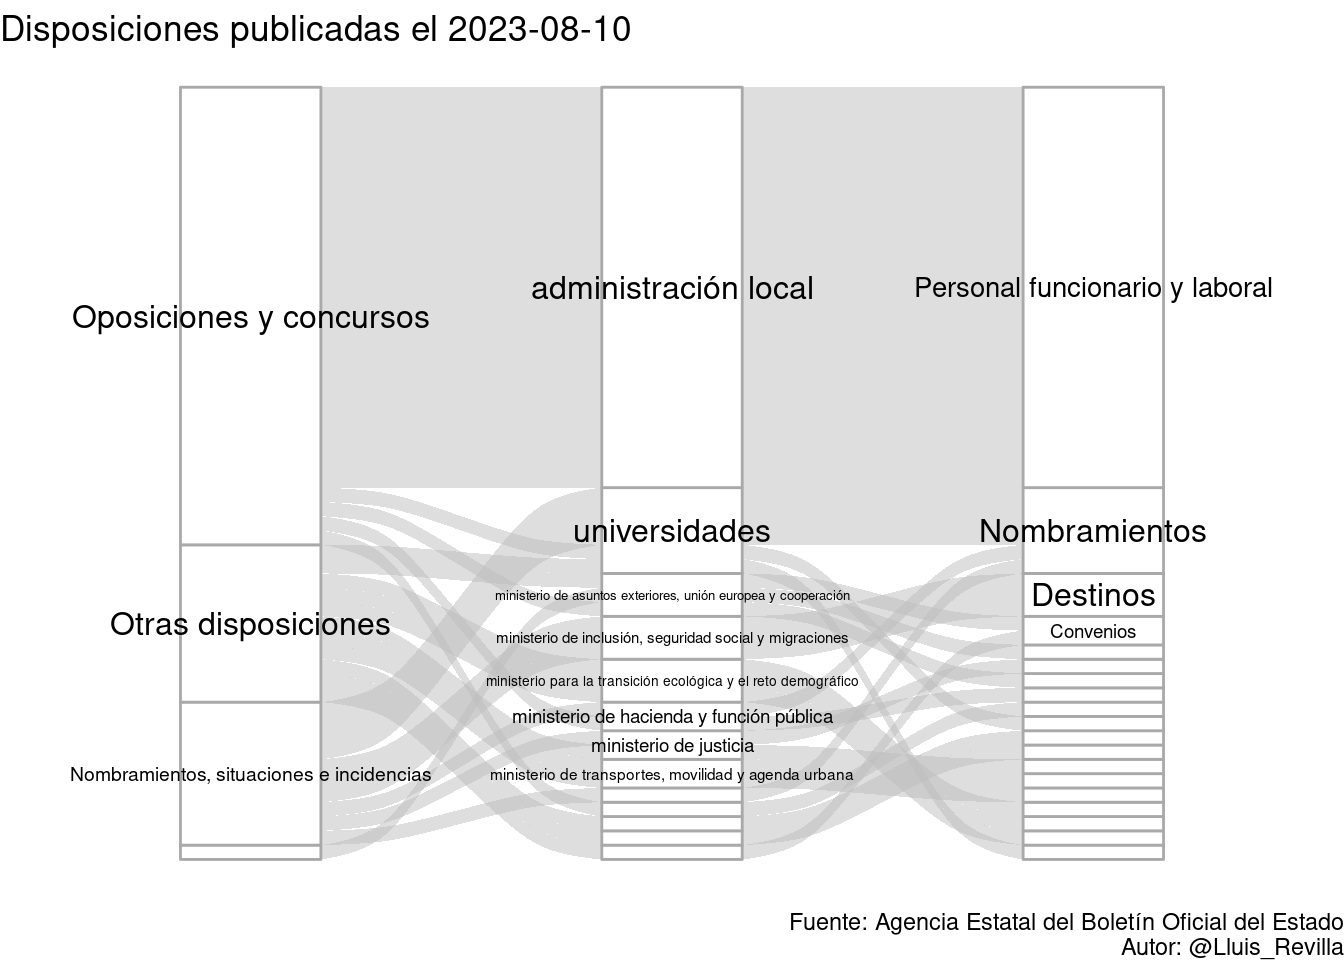 Disposiciones publicadas el 2023-08-10
Oposiciones y concursos
Otras disposiciones
Nombramientos, situaciones e incidencias
administración local
universidades
ministerio de asuntos exteriores, unión europea y cooperación
ministerio de inclusión, seguridad social y migraciones
ministerio para la transición ecológica y el reto demográfico
ministerio de hacienda y función pública
ministerio de justicia
ministerio de transportes, movilidad y agenda urbana
Personal funcionario y laboral
Nombramientos
Destinos
Convenios
Fuente: Agencia Estatal del Boletín Oficial del Estado
Autor: @Lluis_Revilla